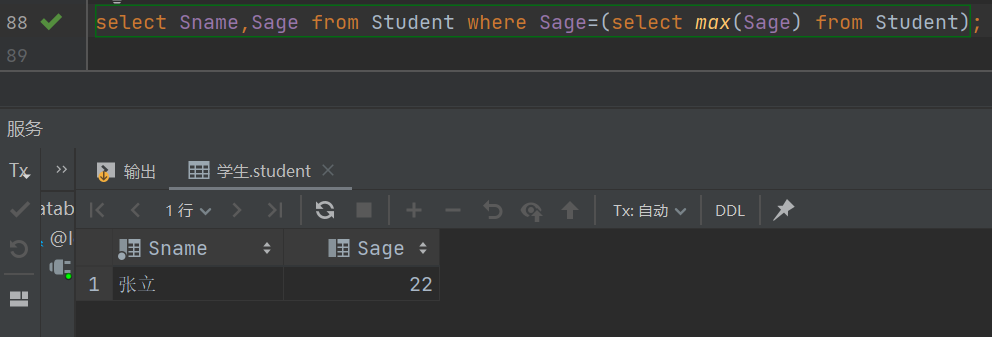 88 select Sname,Sage from Student where Sage=(select max(Sage) from Student);
89
服务
Tx >> 输出 学生.student
1 行 Tx: 自动 DDL
atab
@l
Sname Sage
1 张立 22